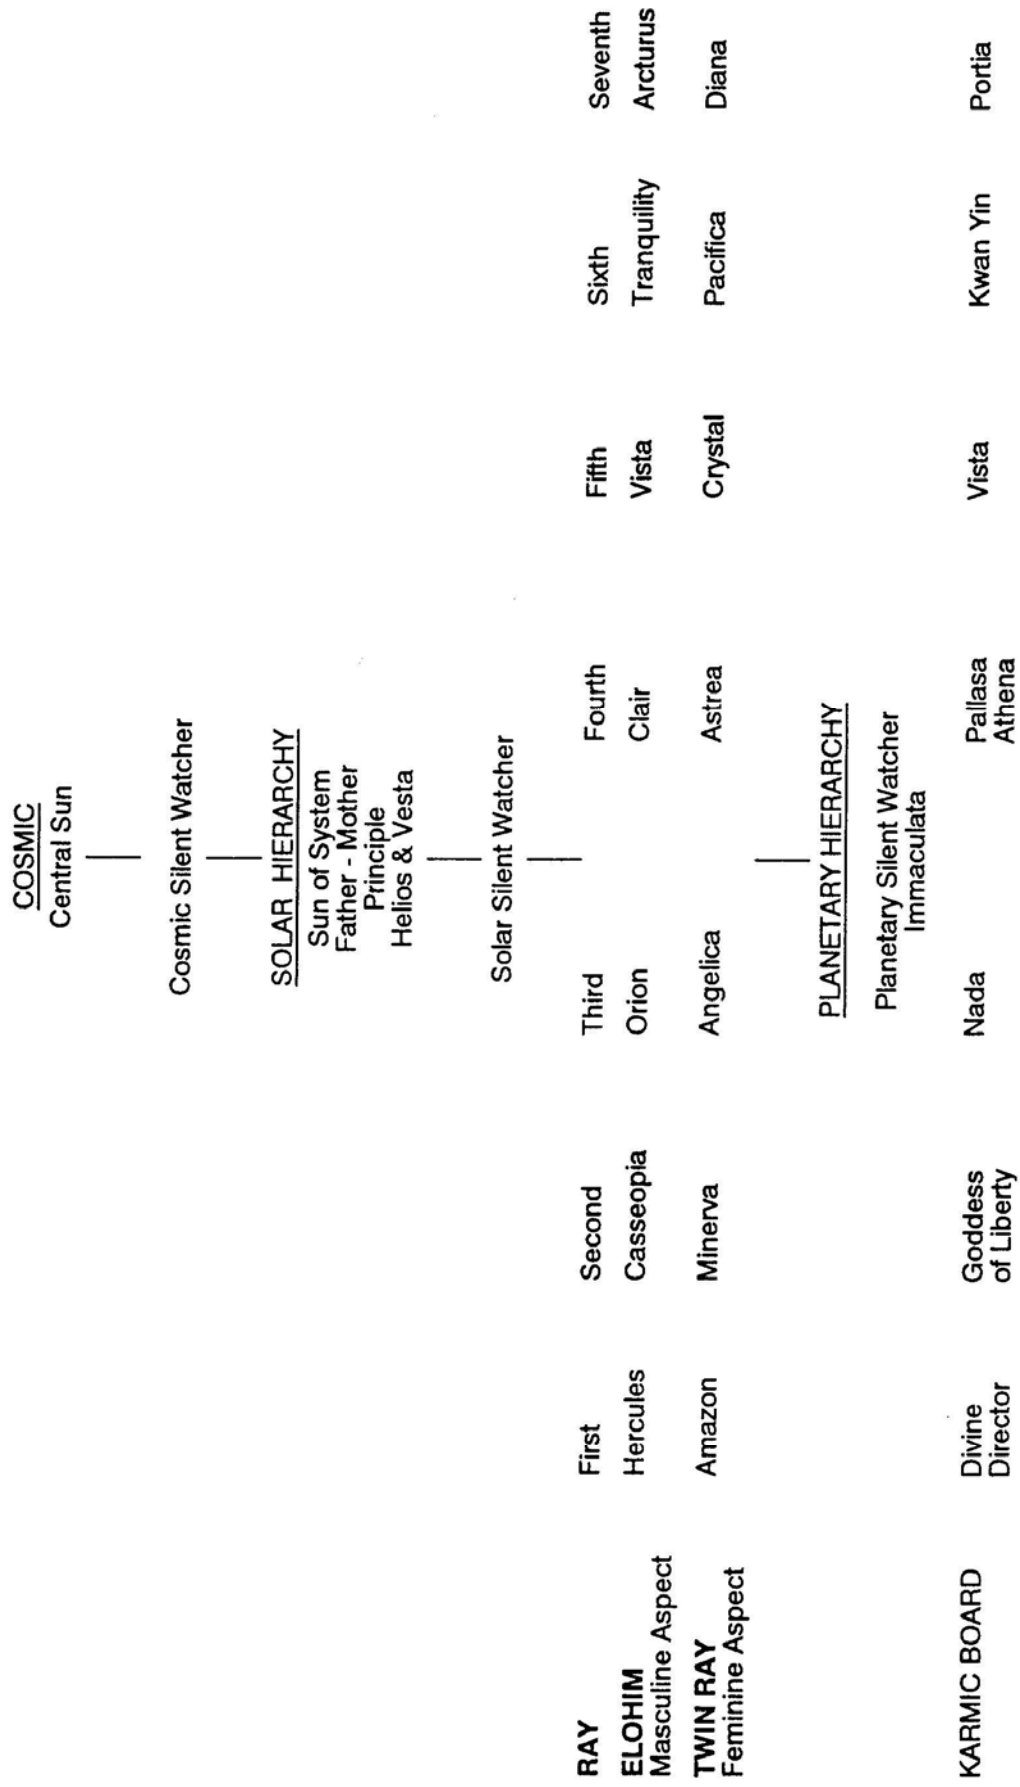 COSMIC
Central Sun
Cosmic Silent Watcher
SOLAR HIERARCHY
Sun of System
Father - Mother
Principle
Helios & Vesta
Solar Silent Watcher
RAY First Second Third Fourth Fifth Sixth Seventh
ELOHIM Hercules Casseopia Orion Clair Vista Tranquility Arcturus
Masculine Aspect
TWIN RAY Amazon Minerva Angelica Astrea Crystal Pacifica Diana
Feminine Aspect
PLANETARY HIERARCHY
Planetary Silent Watcher
Immaculata
KARMIC BOARD Divine Goddess Nada Pallasa Vista Kwan Yin Portia
Director of Liberty Athena